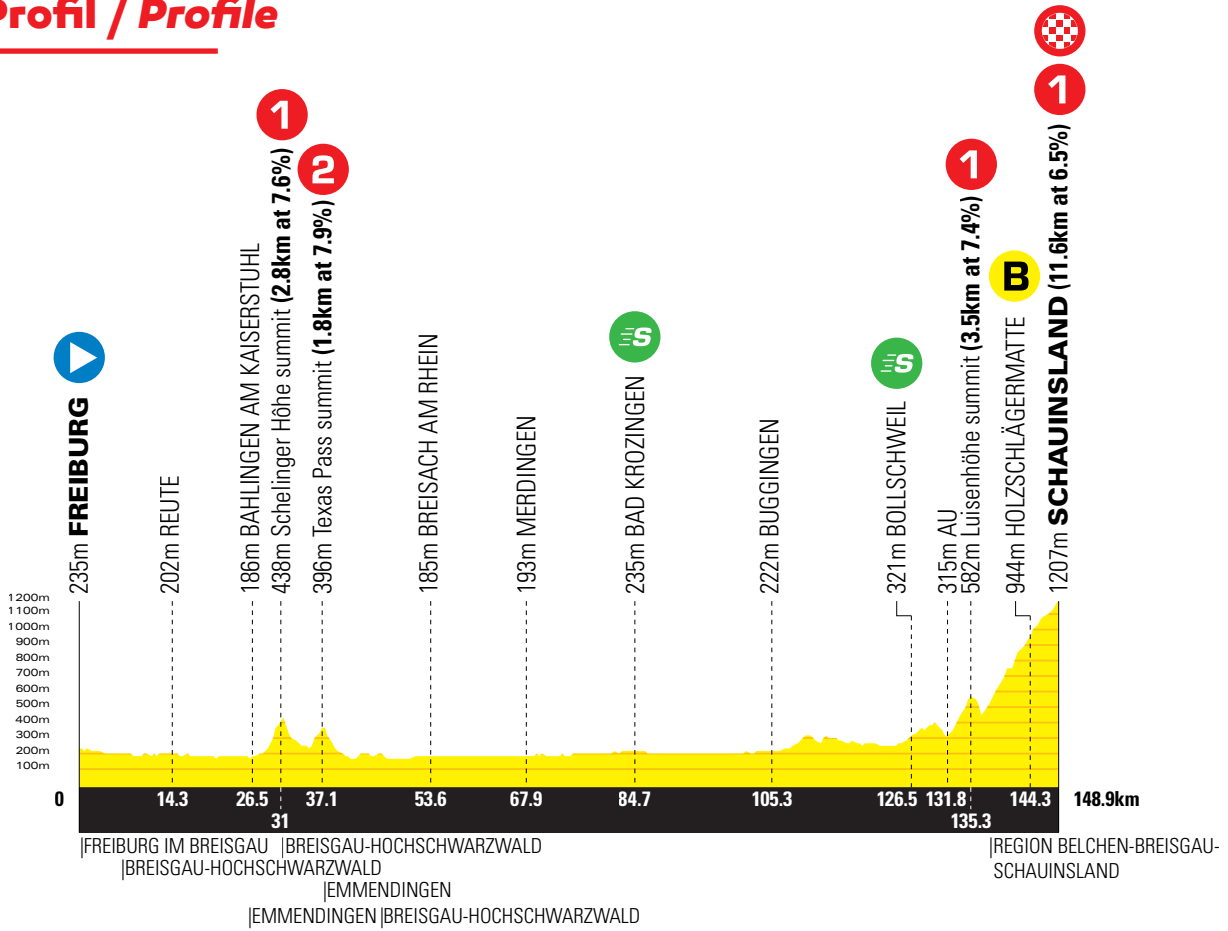 Profil / Profile
1
2
1
1
B
S
S
235m FREIBURG
202m REUTE
186m BAHLINGEN AM KAISERSTUHL
438m Schelinger Höhe summit (2.8km at 7.6%)
396m Texas Pass summit (1.8km at 7.9%)
185m BREISACH AM RHEIN
193m MERDINGEN
235m BAD KROZINGEN
222m BUGGINGEN
321m BOLLSCHWEIL
315m AU
582m Luisenhöhe summit (3.5km at 7.4%)
944m HOLZSCHLÄGERMATTE
1207m SCHAUINSLAND (11.6km at 6.5%)
1200m
1100m
1000m
900m
800m
700m
600m
500m
400m
300m
200m
100m
0 14.3 26.5 37.1 53.6 67.9 84.7 105.3 126.5 131.8 144.3 148.9km
31 135.3
|FREIBURG IM BREISGAU |BREISGAU-HOCHSCHWARZWALD |REGION BELCHEN-BREISGAU-
|BREISGAU-HOCHSCHWARZWALD SCHAUINSLAND
|EMMENDINGEN
|EMMENDINGEN |BREISGAU-HOCHSCHWARZWALD